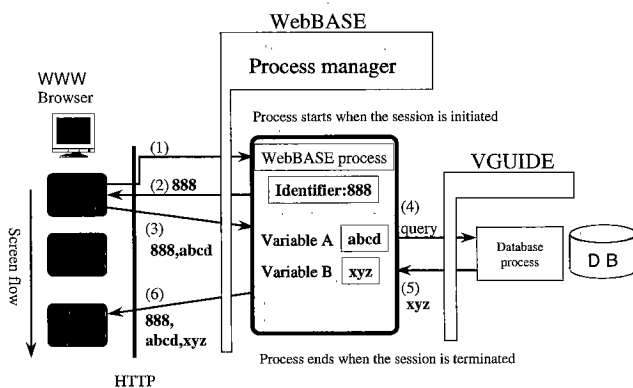 WebBASE
Process manager
WWW
Browser
Process starts when the session is initiated
(1)
WebBASE process
VGUIDE
(2) 888
Identifier:888
(4)
query
(3)
888,abcd
Variable A abcd
Database
process
D B
Variable B xyz
Screen flow
(5)
xyz
(6)
888,
abcd,xyz
Process ends when the session is terminated
HTTP